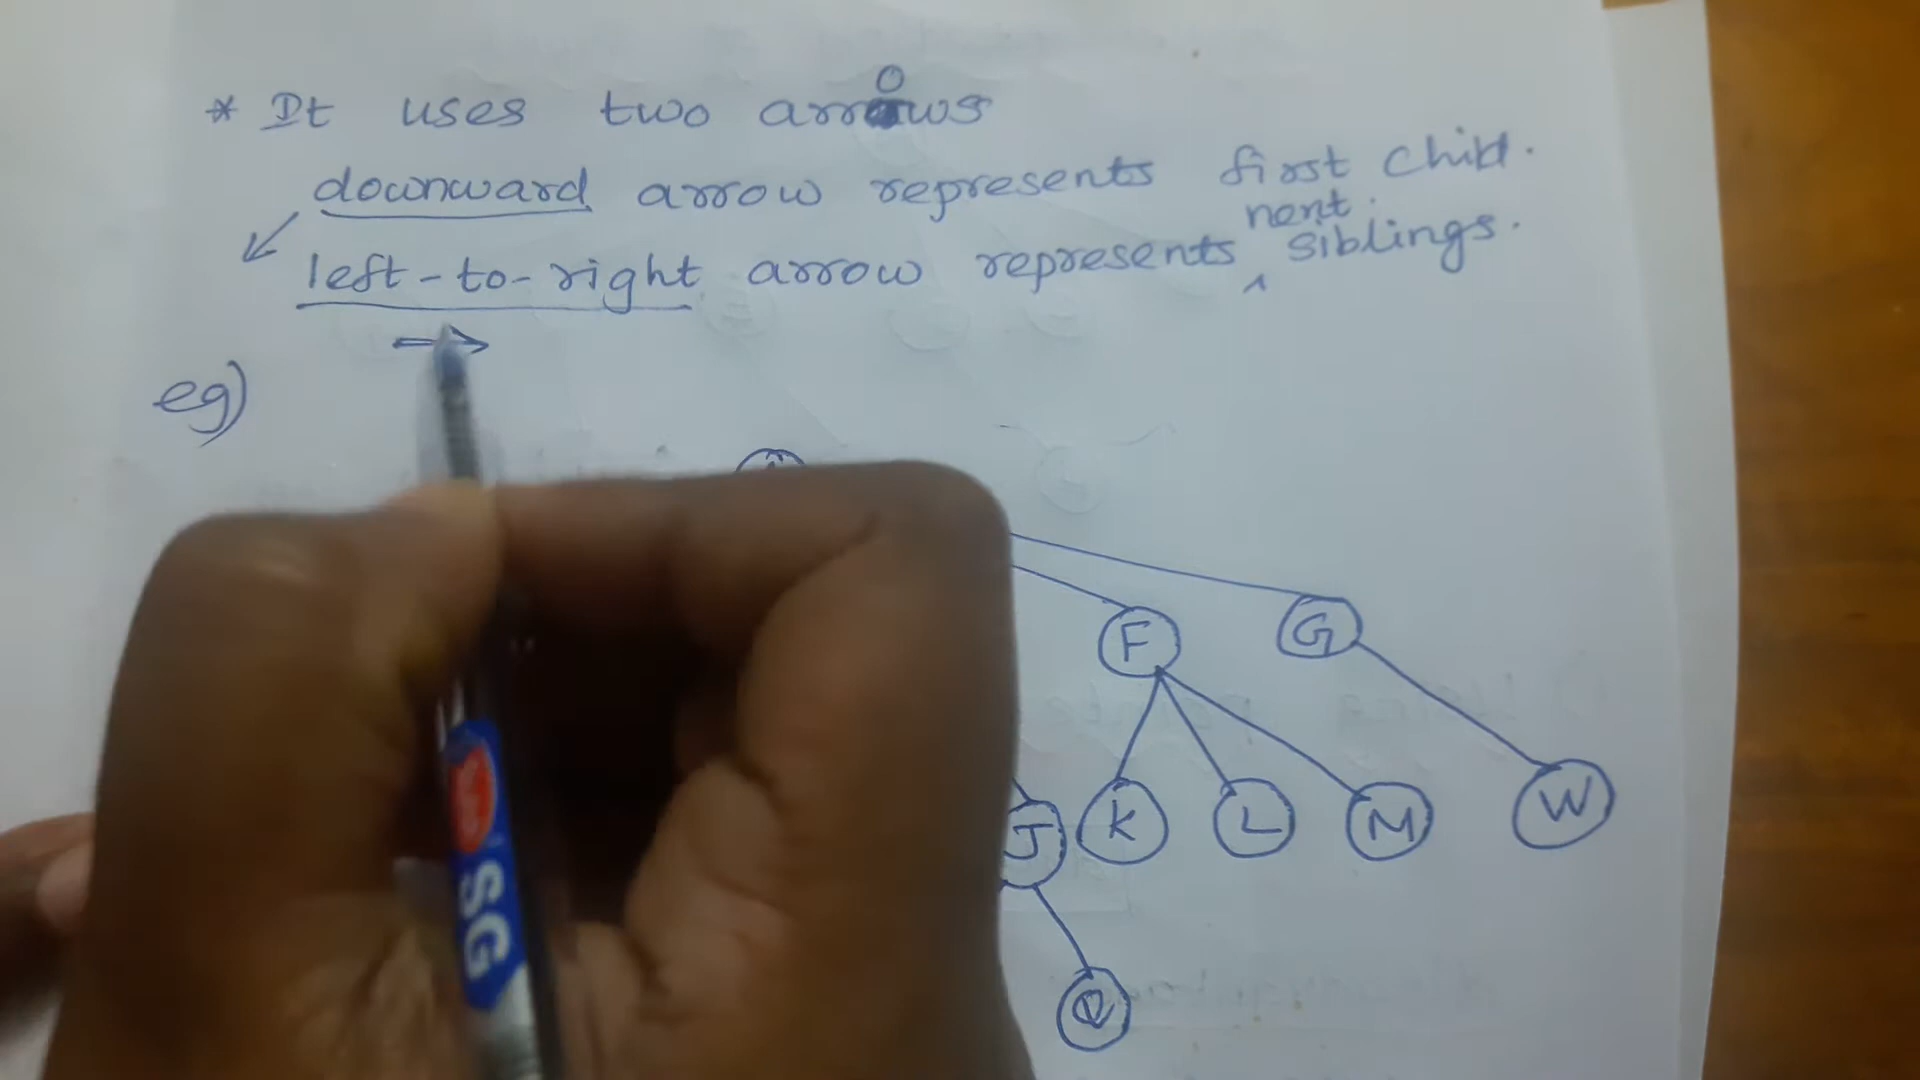 * It uses two arrows
downward arrow represents first child.
left-to-right arrow represents next siblings.
eg)
A
F
G
J
K
L
M
W
Q
SG